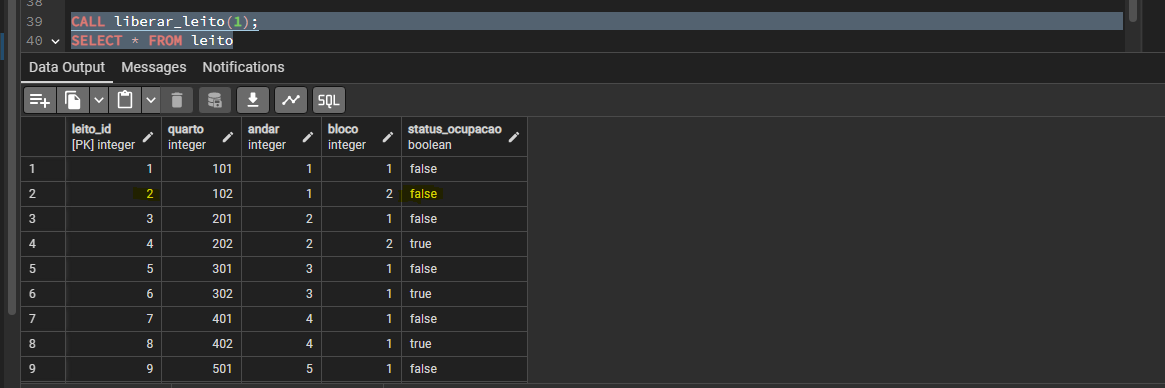 38
39 CALL liberar_leito(1);
40 SELECT * FROM leito
Data Output Messages Notifications
SQL
leito_id quarto andar bloco status_ocupacao
[PK] integer integer integer integer boolean
1 1 101 1 1 false
2 2 102 1 2 false
3 3 201 2 1 false
4 4 202 2 2 true
5 5 301 3 1 false
6 6 302 3 1 true
7 7 401 4 1 false
8 8 402 4 1 true
9 9 501 5 1 false